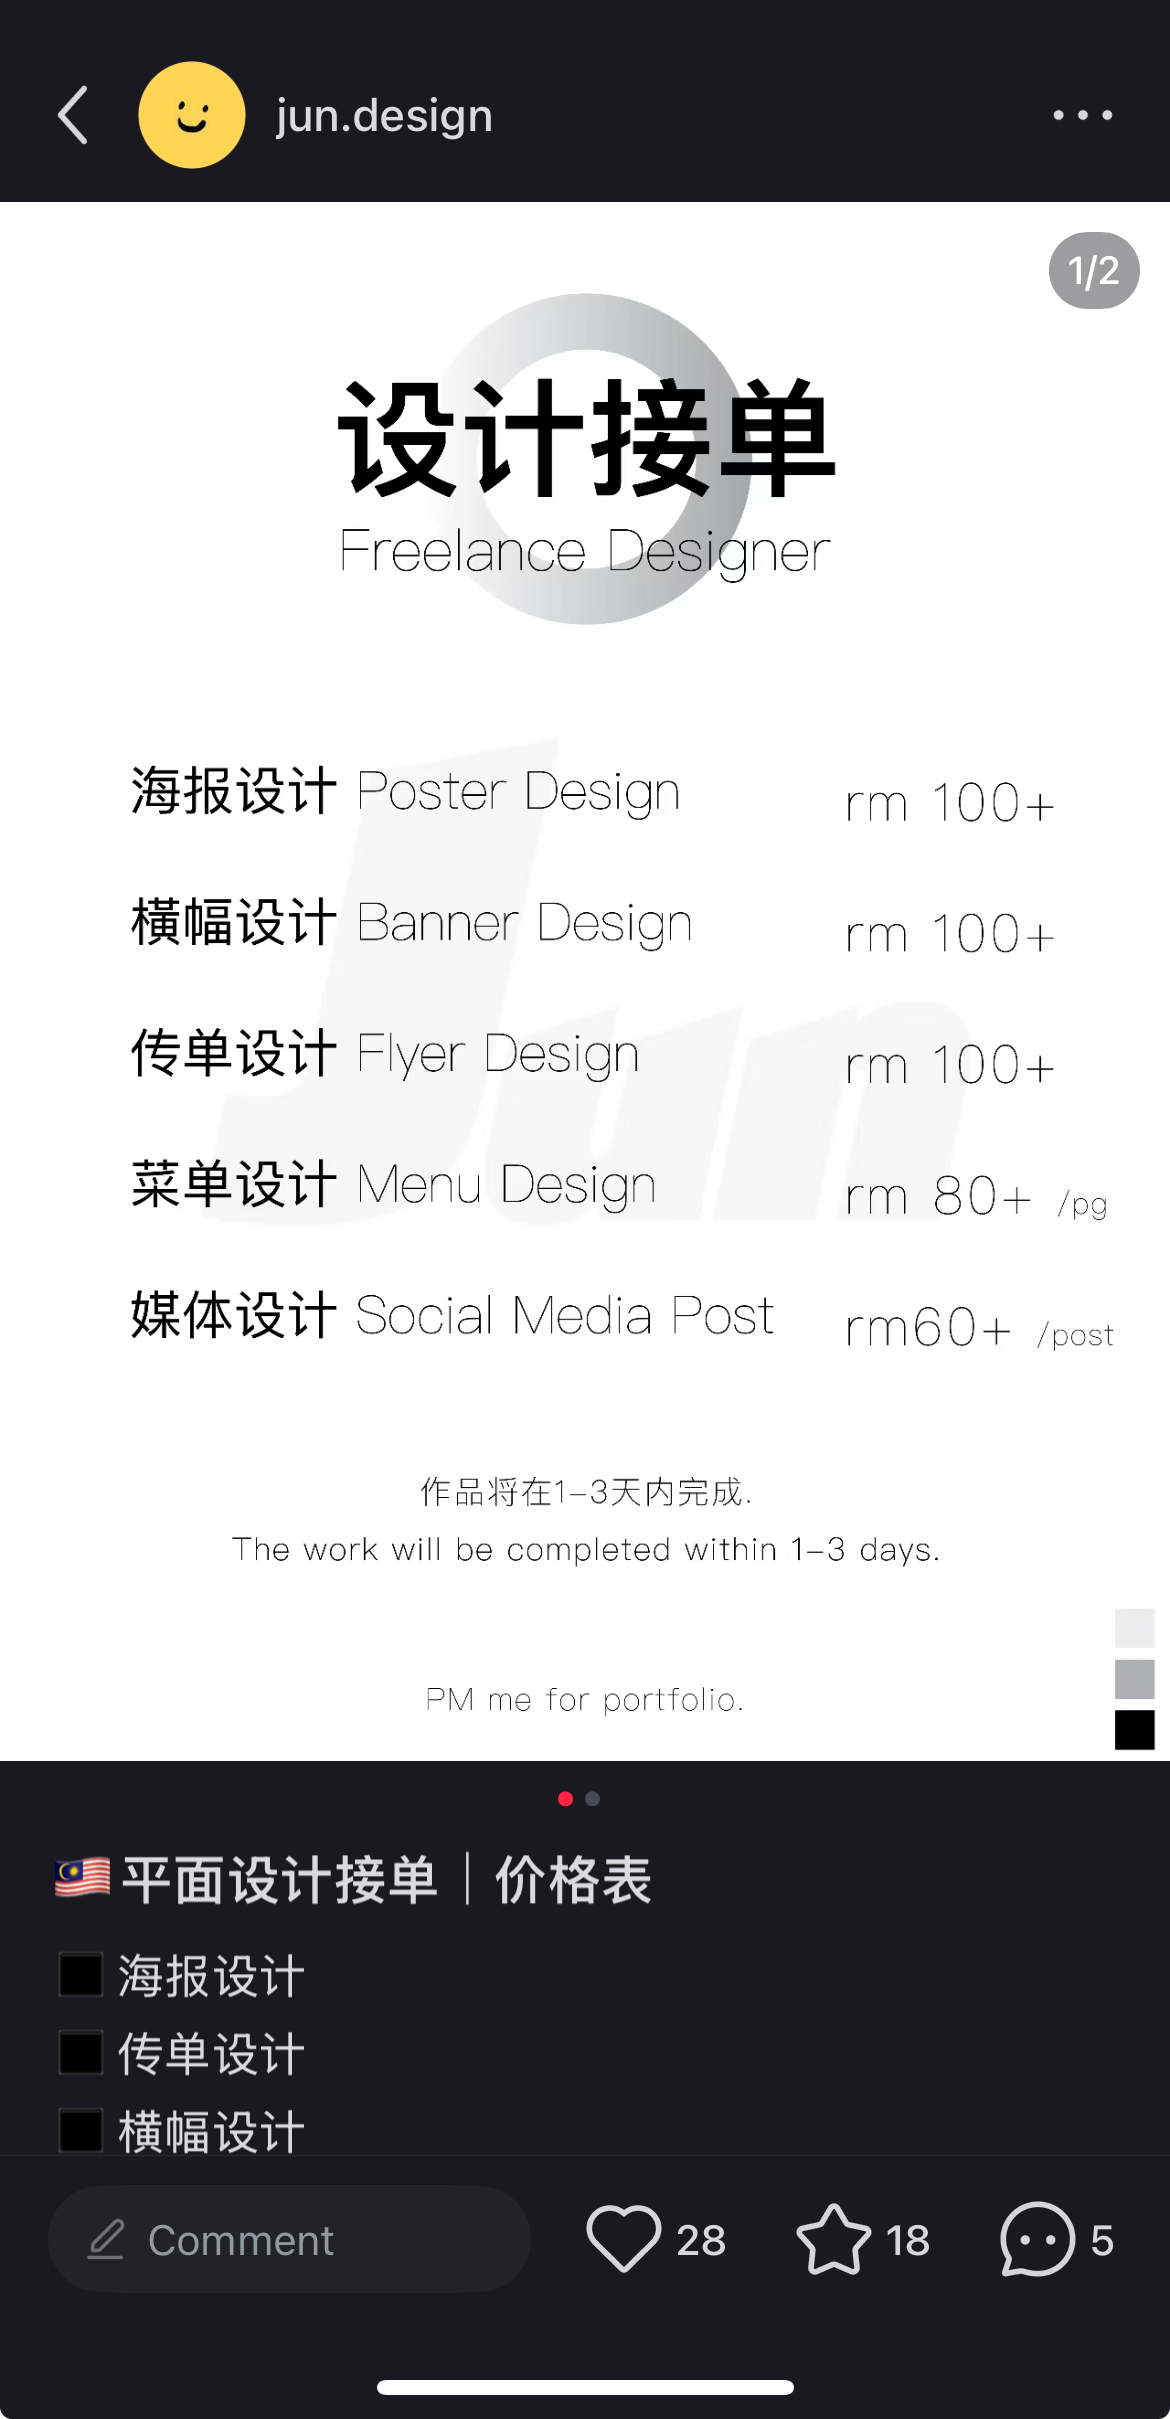 jun.design
1/2
设计接单
Freelance Designer
海报设计 Poster Design rm 100+
橫幅设计 Banner Design rm 100+
传单设计 Flyer Design rm 100+
菜单设计 Menu Design rm 80+ /pg
媒体设计 Social Media Post rm60+ /post
Jun
作品将在1-3天内完成.
The work will be completed within 1-3 days.
PM me for portfolio.
🇲🇾平面设计接单｜价格表
⬛ 海报设计
⬛ 传单设计
⬛ 横幅设计
Comment 28 18 5